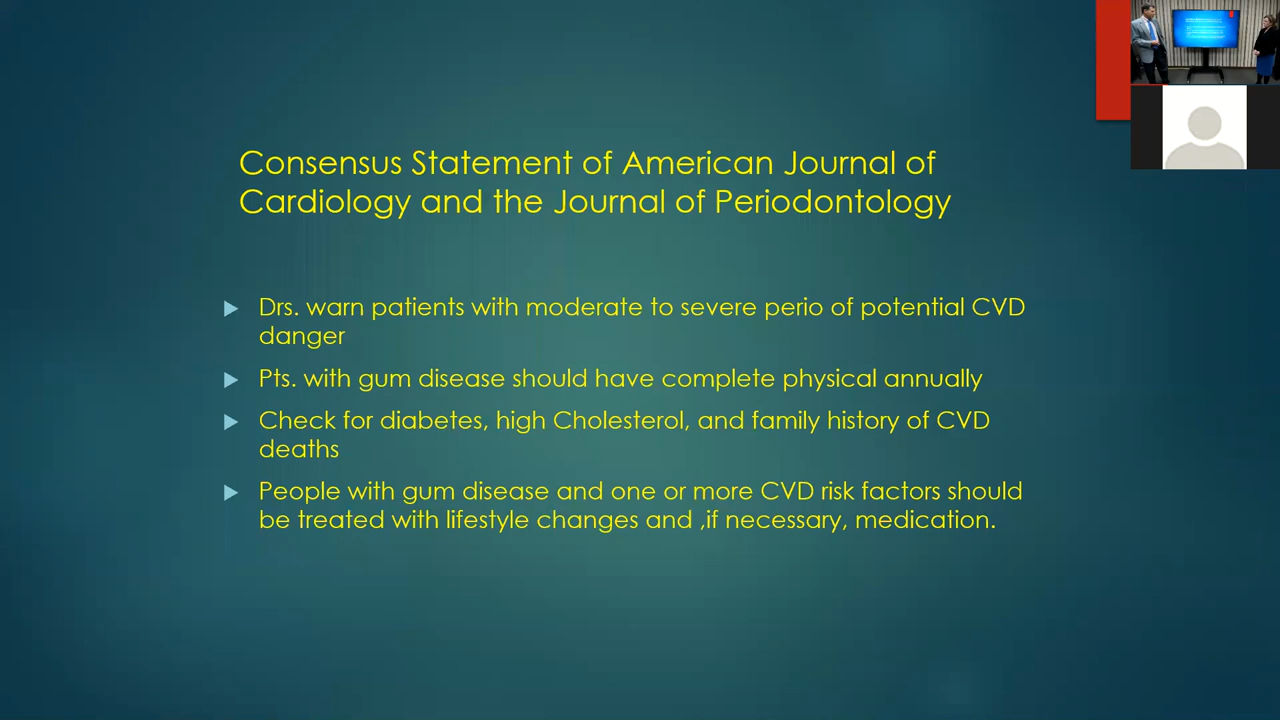 Consensus Statement of American Journal of
Cardiology and the Journal of Periodontology
Drs. warn patients with moderate to severe perio of potential CVD
danger
Pts. with gum disease should have complete physical annually
Check for diabetes, high Cholesterol, and family history of CVD
deaths
People with gum disease and one or more CVD risk factors should
be treated with lifestyle changes and ,if necessary, medication.